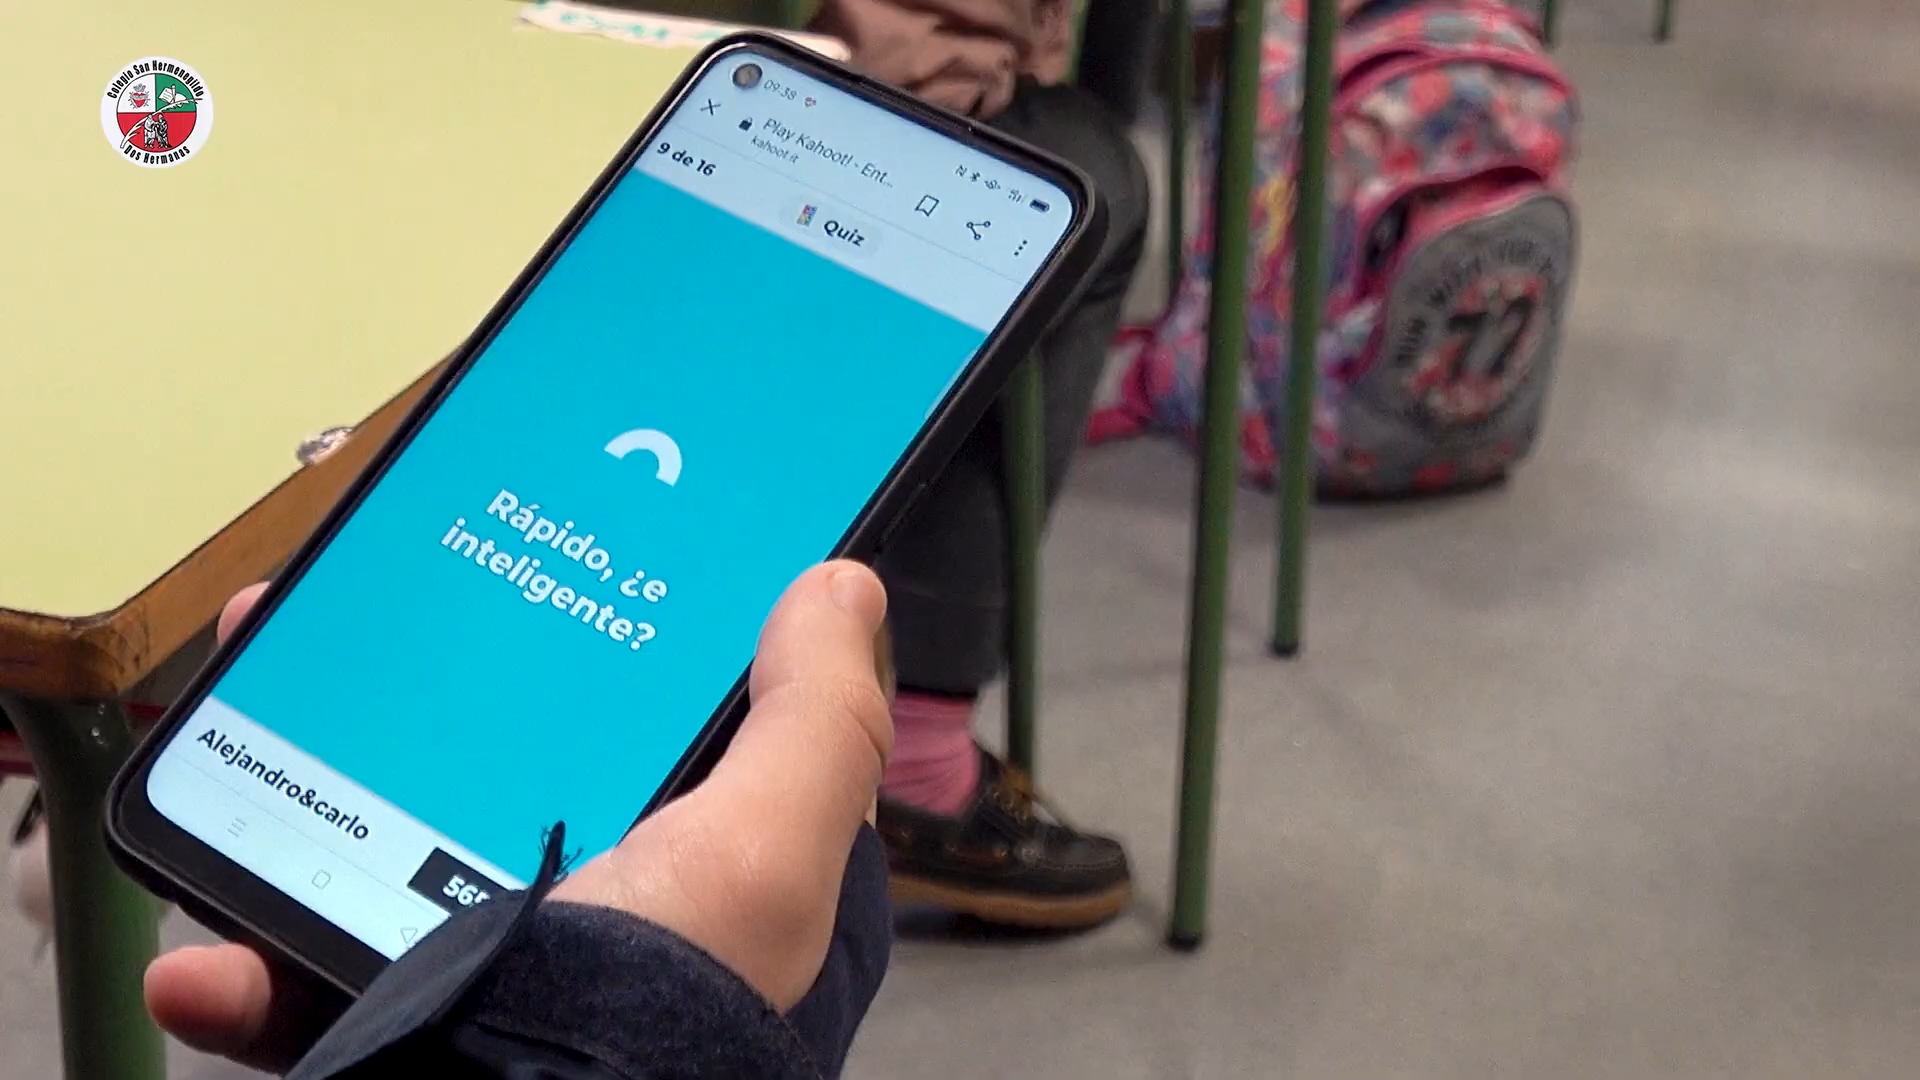 Colegio San Hermenegildo,
Dos Hermanas
09:38
Play Kahoot! - Ent...
kahoot.it
9 de 16
Quiz
Rápido, ¿e
inteligente?
Alejandro&carlo
77